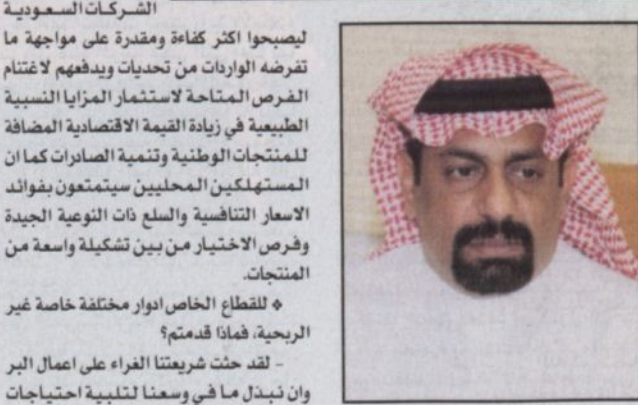 الشركات السعودية
ليصبحوا اكثر كفاءة ومقدرة على مواجهة ما
تفرضه الواردات من تحديات ويدفعهم لاغتنام
الفرص المتاحة لاستثمار المزايا النسبية
الطبيعية في زيادة القيمة الاقتصادية المضافة
للمنتجات الوطنية وتنمية الصادرات كما ان
المستهلكين المحليين سيتمتعون بفوائد
الاسعار التنافسية والسلع ذات النوعية الجيدة
وفرص الاختيار من بين تشكيلة واسعة من
المنتجات.
❖ للقطاع الخاص ادوار مختلفة خاصة غير
الربحية، فماذا قدمتم؟
- لقد حثت شريعتنا الغراء على اعمال البر
وان نبذل ما في وسعنا لتلبية احتياجات